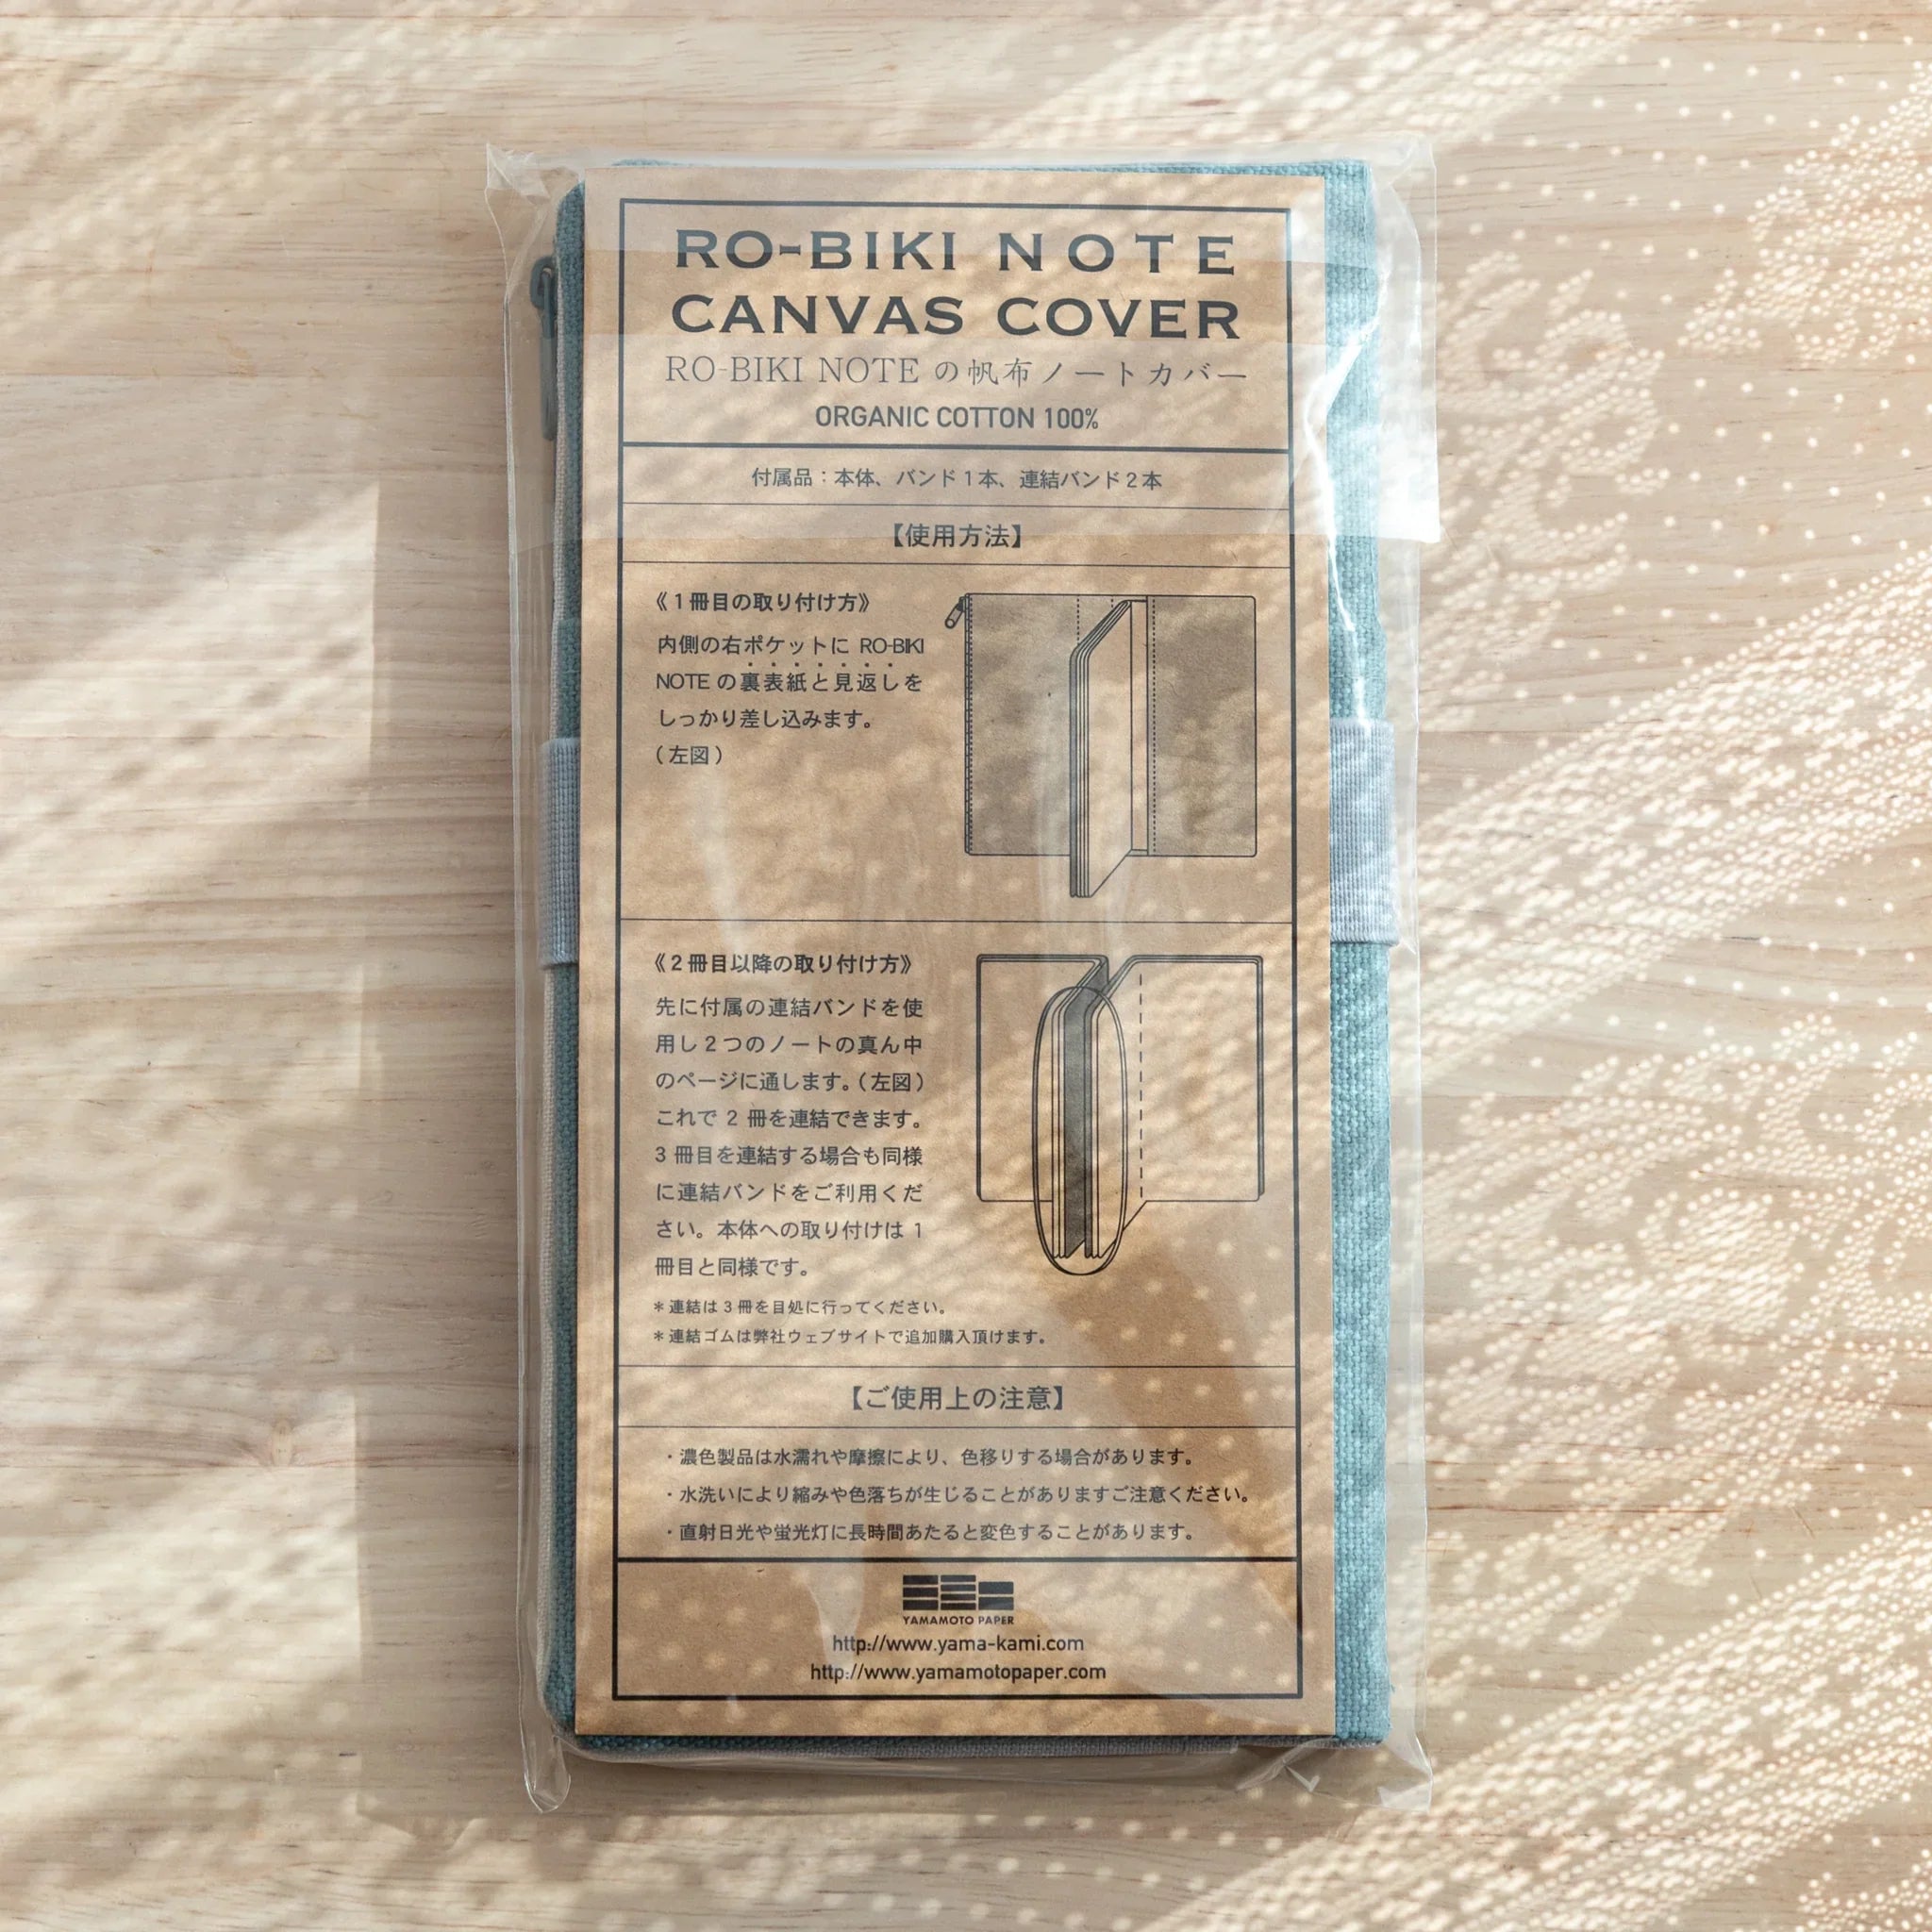 RO-BIKI NOTE
CANVAS COVER
RO-BIKI NOTE の帆布ノートカバー
ORGANIC COTTON 100%
付属品：本体、バンド1本、連結バンド2本
【使用方法】
《1冊目の取り付け方》
内側の右ポケットに RO-BIKI
NOTE の裏表紙と見返しを
しっかり差し込みます。
（左図）
《2冊目以降の取り付け方》
先に付属の連結バンドを使
用し2つのノートの真ん中
のページに通します。（左図）
これで 2 冊を連結できます。
3 冊目を連結する場合も同様
に連結バンドをご利用くだ
さい。本体への取り付けは 1
冊目と同様です。
＊連結は3冊を目処に行ってください。
＊連結ゴムは弊社ウェブサイトで追加購入頂けます。
【ご使用上の注意】
・濃色製品は水濡れや摩擦により、色移りする場合があります。
・水洗いにより縮みや色落ちが生じることがありますご注意ください。
・直射日光や蛍光灯に長時間あたると変色することがあります。
YAMAMOTO PAPER
http://www.yama-kami.com
http://www.yamamotopaper.com